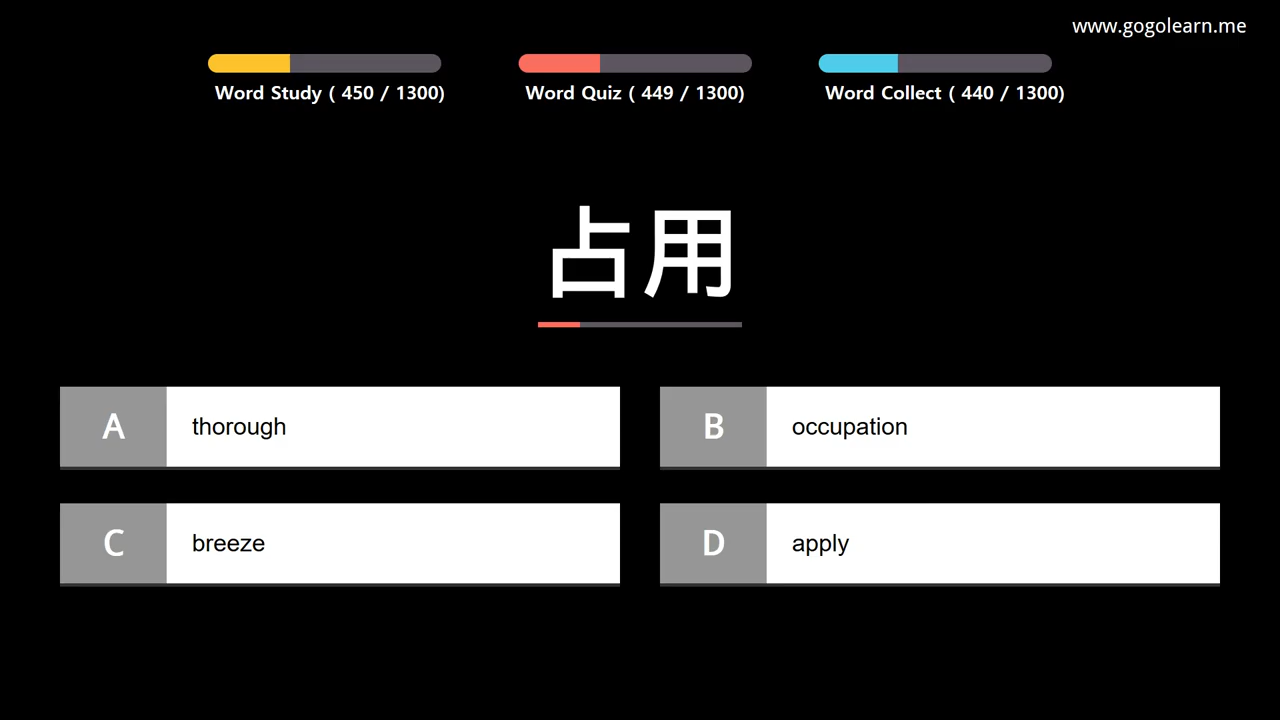 www.gogolearn.me
Word Study ( 450 / 1300)
Word Quiz ( 449 / 1300)
Word Collect ( 440 / 1300)
占用
A thorough
B occupation
C breeze
D apply